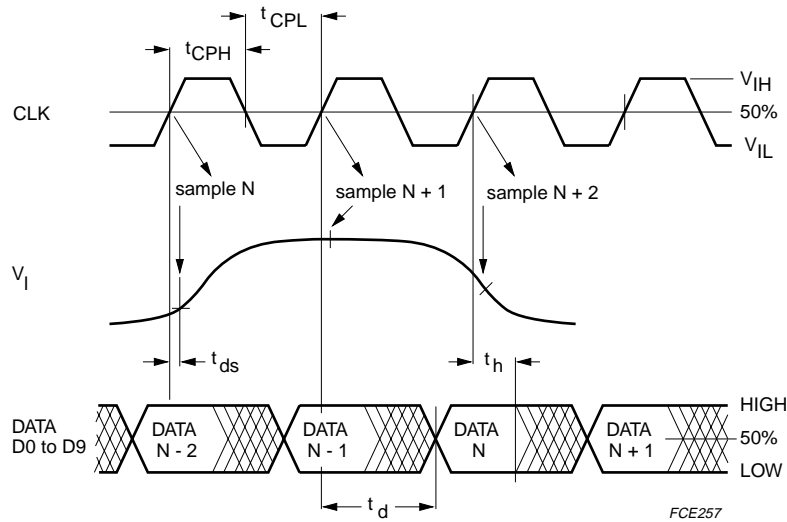 t CPL
t CPH
V IH
CLK
50%
V IL
sample N
sample N + 1
sample N + 2
V I
t ds
t h
HIGH
DATA
D0 to D9
DATA
N - 2
DATA
N - 1
DATA
N
DATA
N + 1
50%
LOW
t d
FCE257